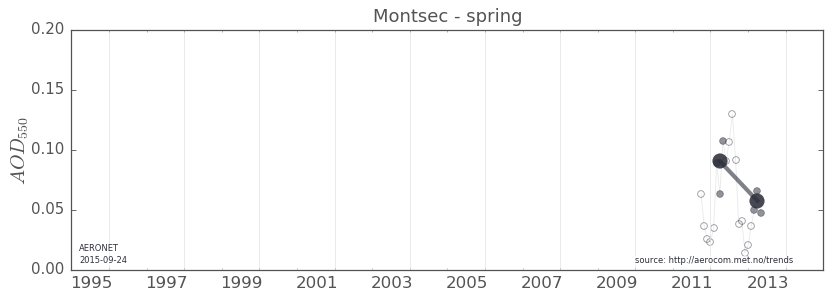 Montsec - spring
0.20
0.15
0.10
0.05
0.00
AOD550
AERONET
2015-09-24
source: http://aerocom.met.no/trends
1995 1997 1999 2001 2003 2005 2007 2009 2011 2013